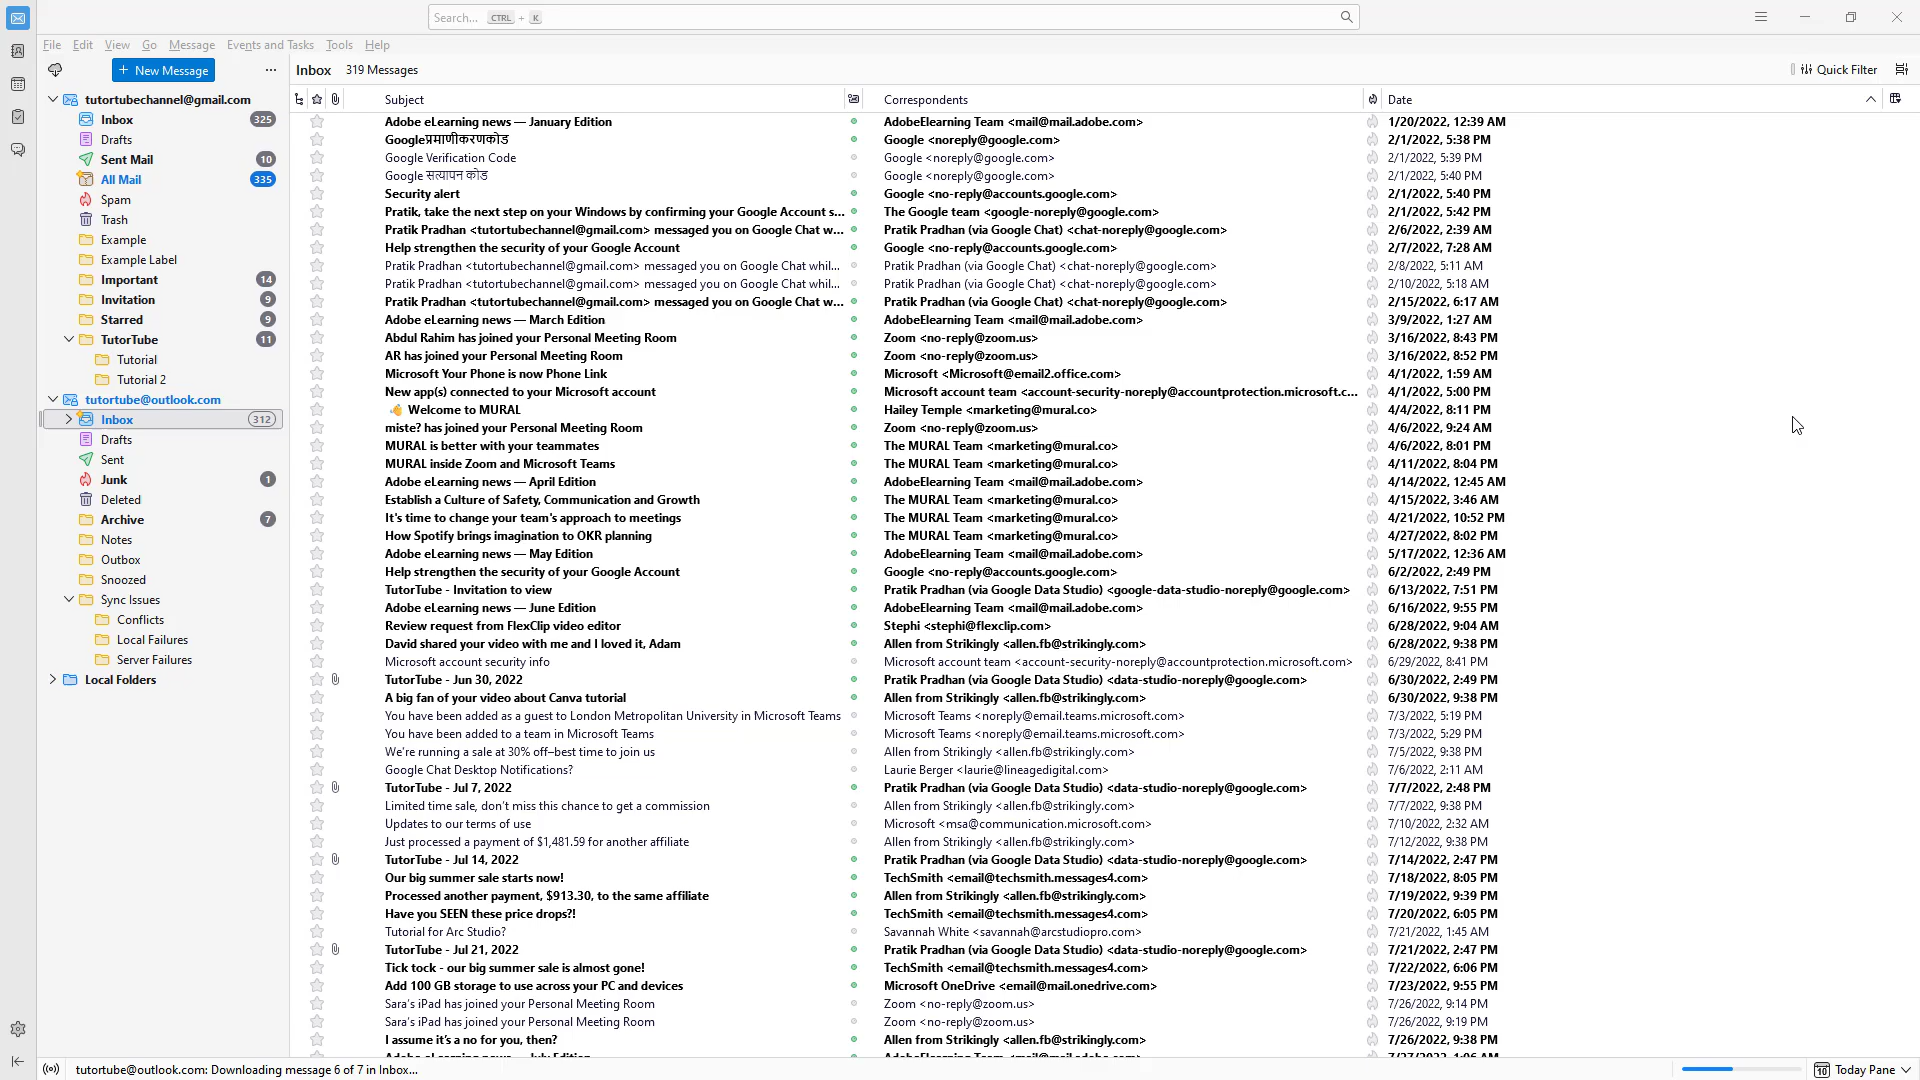 Search... CTRL + K
File Edit View Go Message Events and Tasks Tools Help
+ New Message ... Inbox 319 Messages Quick Filter
Subject Correspondents Date
tutortubechannel@gmail.com
Inbox 325
Drafts
Sent Mail 10
All Mail 335
Spam
Trash
Example
Example Label
Important 14
Invitation 9
Starred 9
TutorTube 11
Tutorial
Tutorial 2
tutortube@outlook.com
Inbox 312
Drafts
Sent
Junk 1
Deleted
Archive 7
Notes
Outbox
Snoozed
Sync Issues
Conflicts
Local Failures
Server Failures
Local Folders
Adobe eLearning news — January Edition AdobeElearning Team <mail@mail.adobe.com> 1/20/2022, 12:39 AM
Googleप्रमाणीकरणकोड Google <noreply@google.com> 2/1/2022, 5:38 PM
Google Verification Code Google <noreply@google.com> 2/1/2022, 5:39 PM
Google सत्यापन कोड Google <noreply@google.com> 2/1/2022, 5:40 PM
Security alert Google <no-reply@accounts.google.com> 2/1/2022, 5:40 PM
Pratik, take the next step on your Windows by confirming your Google Account s... The Google team <google-noreply@google.com> 2/1/2022, 5:42 PM
Pratik Pradhan <tutortubechannel@gmail.com> messaged you on Google Chat w... Pratik Pradhan (via Google Chat) <chat-noreply@google.com> 2/6/2022, 2:39 AM
Help strengthen the security of your Google Account Google <no-reply@accounts.google.com> 2/7/2022, 7:28 AM
Pratik Pradhan <tutortubechannel@gmail.com> messaged you on Google Chat whil... Pratik Pradhan (via Google Chat) <chat-noreply@google.com> 2/8/2022, 5:11 AM
Pratik Pradhan <tutortubechannel@gmail.com> messaged you on Google Chat whil... Pratik Pradhan (via Google Chat) <chat-noreply@google.com> 2/10/2022, 5:18 AM
Pratik Pradhan <tutortubechannel@gmail.com> messaged you on Google Chat w... Pratik Pradhan (via Google Chat) <chat-noreply@google.com> 2/15/2022, 6:17 AM
Adobe eLearning news — March Edition AdobeElearning Team <mail@mail.adobe.com> 3/9/2022, 1:27 AM
Abdul Rahim has joined your Personal Meeting Room Zoom <no-reply@zoom.us> 3/16/2022, 8:43 PM
AR has joined your Personal Meeting Room Zoom <no-reply@zoom.us> 3/16/2022, 8:52 PM
Microsoft Your Phone is now Phone Link Microsoft <Microsoft@email2.office.com> 4/1/2022, 1:59 AM
New app(s) connected to your Microsoft account Microsoft account team <account-security-noreply@accountprotection.microsoft.c... 4/1/2022, 5:00 PM
👋 Welcome to MURAL Hailey Temple <marketing@mural.co> 4/4/2022, 8:11 PM
miste? has joined your Personal Meeting Room Zoom <no-reply@zoom.us> 4/6/2022, 9:24 AM
MURAL is better with your teammates The MURAL Team <marketing@mural.co> 4/6/2022, 8:01 PM
MURAL inside Zoom and Microsoft Teams The MURAL Team <marketing@mural.co> 4/11/2022, 8:04 PM
Adobe eLearning news — April Edition AdobeElearning Team <mail@mail.adobe.com> 4/14/2022, 12:45 AM
Establish a Culture of Safety, Communication and Growth The MURAL Team <marketing@mural.co> 4/15/2022, 3:46 AM
It's time to change your team's approach to meetings The MURAL Team <marketing@mural.co> 4/21/2022, 10:52 PM
How Spotify brings imagination to OKR planning The MURAL Team <marketing@mural.co> 4/27/2022, 8:02 PM
Adobe eLearning news — May Edition AdobeElearning Team <mail@mail.adobe.com> 5/17/2022, 12:36 AM
Help strengthen the security of your Google Account Google <no-reply@accounts.google.com> 6/2/2022, 2:49 PM
TutorTube - Invitation to view Pratik Pradhan (via Google Data Studio) <google-data-studio-noreply@google.com> 6/13/2022, 7:51 PM
Adobe eLearning news — June Edition AdobeElearning Team <mail@mail.adobe.com> 6/16/2022, 9:55 PM
Review request from FlexClip video editor Stephi <stephi@flexclip.com> 6/28/2022, 9:04 AM
David shared your video with me and I loved it, Adam Allen from Strikingly <allen.fb@strikingly.com> 6/28/2022, 9:38 PM
Microsoft account security info Microsoft account team <account-security-noreply@accountprotection.microsoft.com> 6/29/2022, 8:41 PM
TutorTube - Jun 30, 2022 Pratik Pradhan (via Google Data Studio) <data-studio-noreply@google.com> 6/30/2022, 2:49 PM
A big fan of your video about Canva tutorial Allen from Strikingly <allen.fb@strikingly.com> 6/30/2022, 9:38 PM
You have been added as a guest to London Metropolitan University in Microsoft Teams Microsoft Teams <noreply@email.teams.microsoft.com> 7/3/2022, 5:19 PM
You have been added to a team in Microsoft Teams Microsoft Teams <noreply@email.teams.microsoft.com> 7/3/2022, 5:29 PM
We're running a sale at 30% off–best time to join us Allen from Strikingly <allen.fb@strikingly.com> 7/5/2022, 9:38 PM
Google Chat Desktop Notifications? Laurie Berger <laurie@lineagedigital.com> 7/6/2022, 2:11 AM
TutorTube - Jul 7, 2022 Pratik Pradhan (via Google Data Studio) <data-studio-noreply@google.com> 7/7/2022, 2:48 PM
Limited time sale, don't miss this chance to get a commission Allen from Strikingly <allen.fb@strikingly.com> 7/7/2022, 9:38 PM
Updates to our terms of use Microsoft <msa@communication.microsoft.com> 7/10/2022, 2:32 AM
Just processed a payment of $1,481.59 for another affiliate Allen from Strikingly <allen.fb@strikingly.com> 7/12/2022, 9:38 PM
TutorTube - Jul 14, 2022 Pratik Pradhan (via Google Data Studio) <data-studio-noreply@google.com> 7/14/2022, 2:47 PM
Our big summer sale starts now! TechSmith <email@techsmith.messages4.com> 7/18/2022, 8:05 PM
Processed another payment, $913.30, to the same affiliate Allen from Strikingly <allen.fb@strikingly.com> 7/19/2022, 9:39 PM
Have you SEEN these price drops?! TechSmith <email@techsmith.messages4.com> 7/20/2022, 6:05 PM
Tutorial for Arc Studio? Savannah White <savannah@arcstudiopro.com> 7/21/2022, 1:45 AM
TutorTube - Jul 21, 2022 Pratik Pradhan (via Google Data Studio) <data-studio-noreply@google.com> 7/21/2022, 2:47 PM
Tick tock - our big summer sale is almost gone! TechSmith <email@techsmith.messages4.com> 7/22/2022, 6:06 PM
Add 100 GB storage to use across your PC and devices Microsoft OneDrive <email@mail.onedrive.com> 7/23/2022, 9:55 PM
Sara's iPad has joined your Personal Meeting Room Zoom <no-reply@zoom.us> 7/26/2022, 9:14 PM
Sara's iPad has joined your Personal Meeting Room Zoom <no-reply@zoom.us> 7/26/2022, 9:19 PM
I assume it's a no for you, then? Allen from Strikingly <allen.fb@strikingly.com> 7/26/2022, 9:38 PM
Adobe eLearning news — July Edition AdobeElearning Team <mail@mail.adobe.com> 7/27/2022, 1:06 AM
tutortube@outlook.com: Downloading message 6 of 7 in Inbox... 10 Today Pane